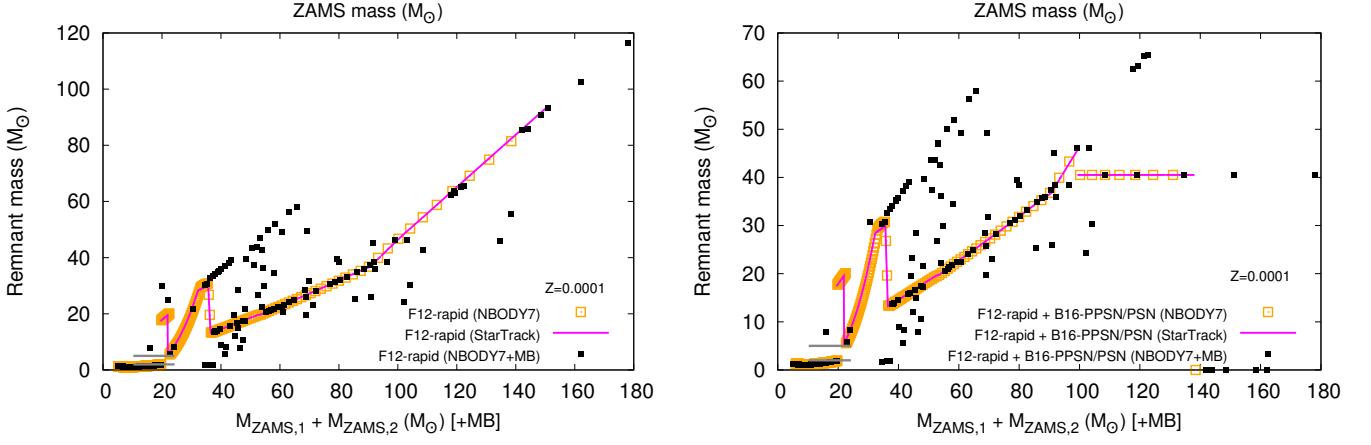 ZAMS mass (M⊙)
120
100
80
60
40
20
0
Remnant mass (M⊙)
Z=0.0001
F12-rapid (NBODY7)
F12-rapid (StarTrack)
F12-rapid (NBODY7+MB)
0 20 40 60 80 100 120 140 160 180
MZAMS,1 + MZAMS,2 (M⊙) [+MB]
ZAMS mass (M⊙)
70
60
50
40
30
20
10
0
Remnant mass (M⊙)
Z=0.0001
F12-rapid + B16-PPSN/PSN (NBODY7)
F12-rapid + B16-PPSN/PSN (StarTrack)
F12-rapid + B16-PPSN/PSN (NBODY7+MB)
0 20 40 60 80 100 120 140 160 180
MZAMS,1 + MZAMS,2 (M⊙) [+MB]